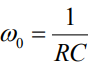 ω₀ = 1/RC